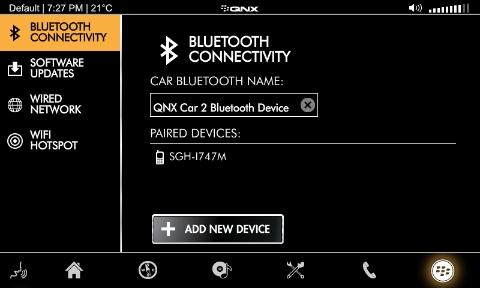 Default | 7:27 PM | 21°C
QNX
BLUETOOTH
CONNECTIVITY
SOFTWARE
UPDATES
WIRED
NETWORK
WIFI
HOTSPOT
BLUETOOTH
CONNECTIVITY
CAR BLUETOOTH NAME:
QNX Car 2 Bluetooth Device
PAIRED DEVICES:
SGH-I747M
ADD NEW DEVICE